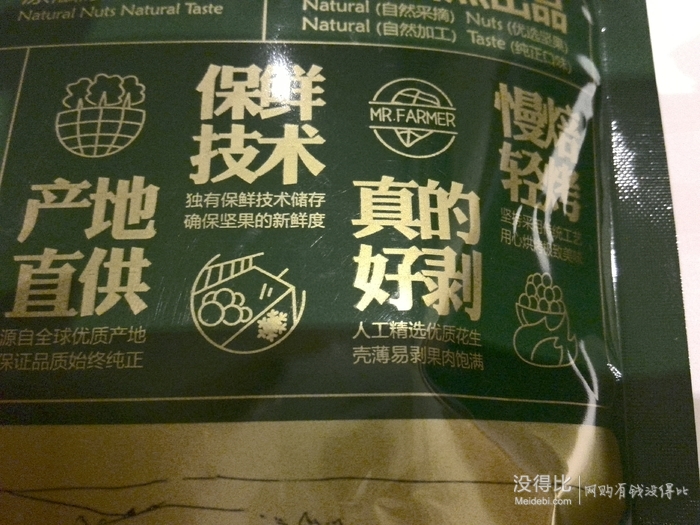 Natural Nuts Natural Taste
出品
Natural (自然采摘) Nuts (优选坚果)
Natural (自然加工) Taste (纯正口味)
产地
直供
源自全球优质产地
保证品质始终纯正
保鲜
技术
独有保鲜技术储存
确保坚果的新鲜度
MR.FARMER
真的
好剥
人工精选优质花生
壳薄易剥果肉饱满
慢焙
轻烤
没得比
Meidebi.com
网购有钱没得比